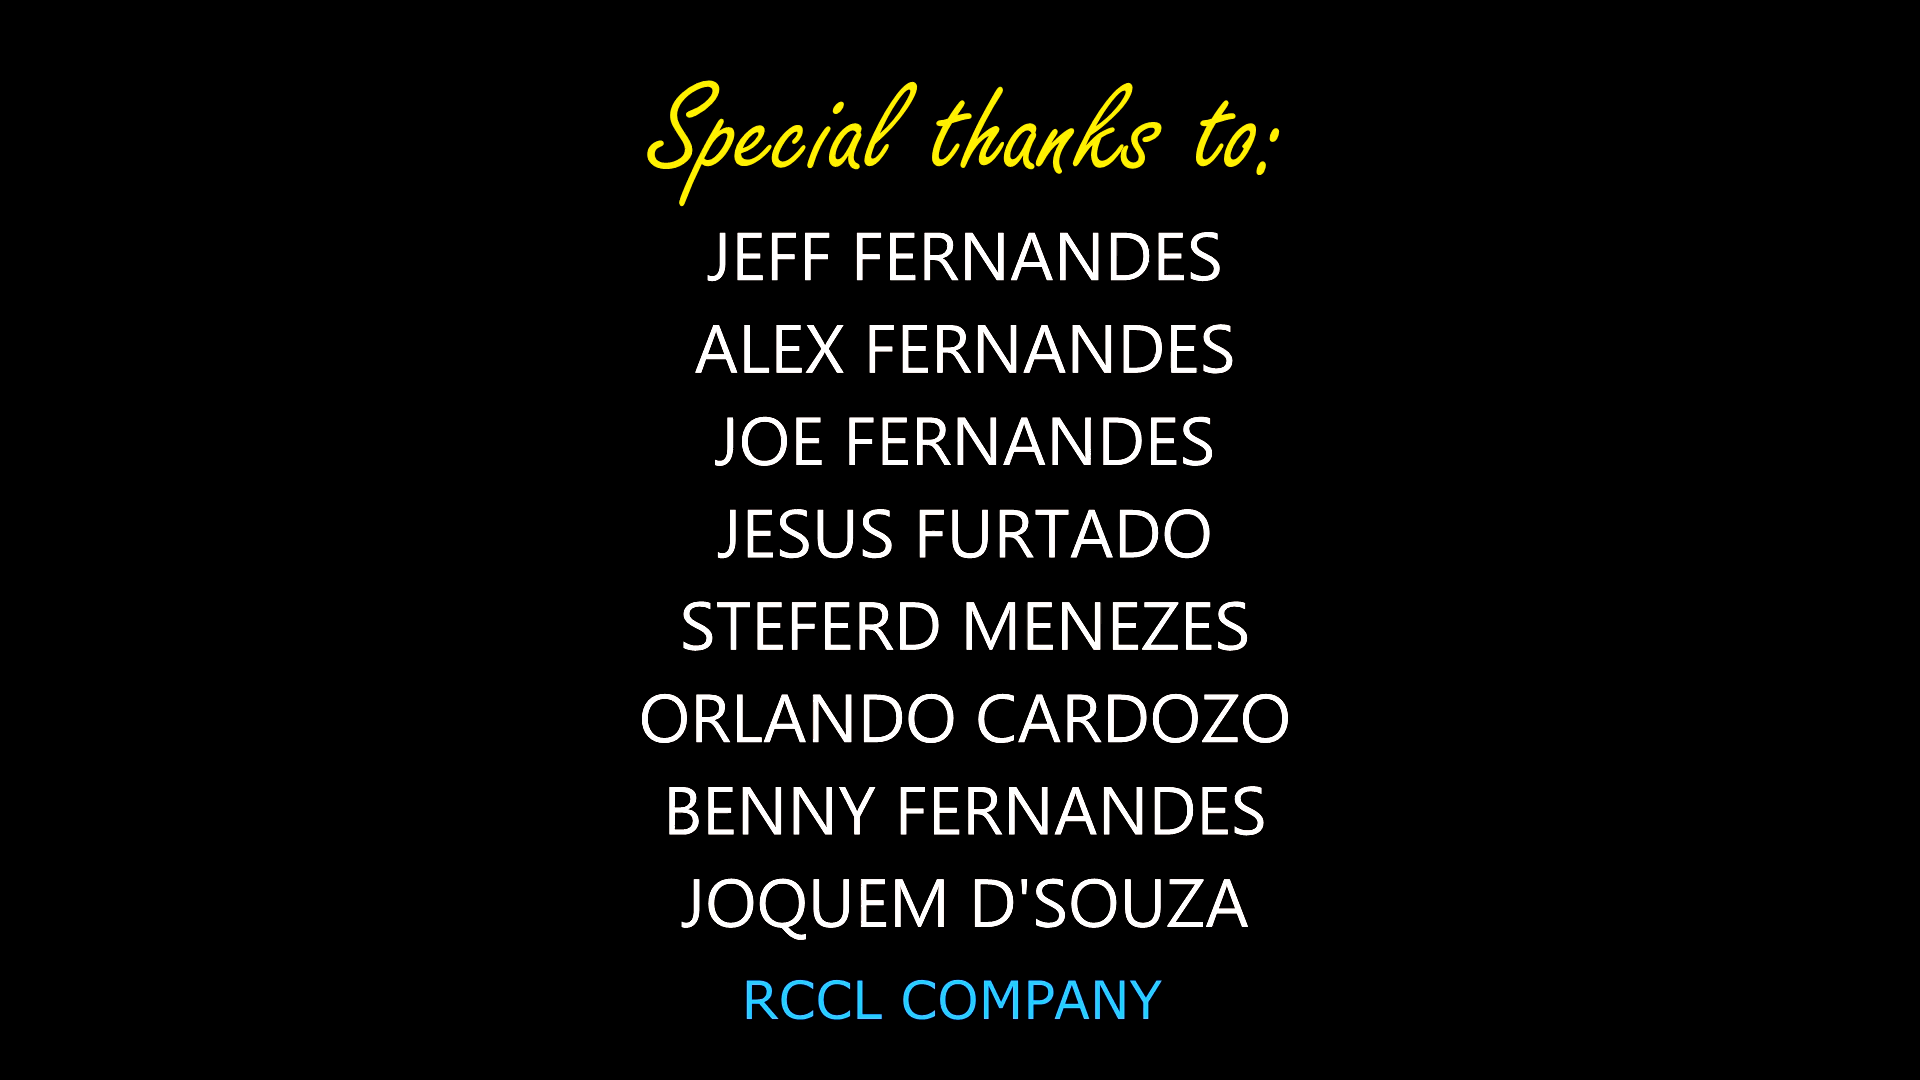 Special thanks to:
JEFF FERNANDES
ALEX FERNANDES
JOE FERNANDES
JESUS FURTADO
STEFERD MENEZES
ORLANDO CARDOZO
BENNY FERNANDES
JOQUEM D'SOUZA
RCCL COMPANY